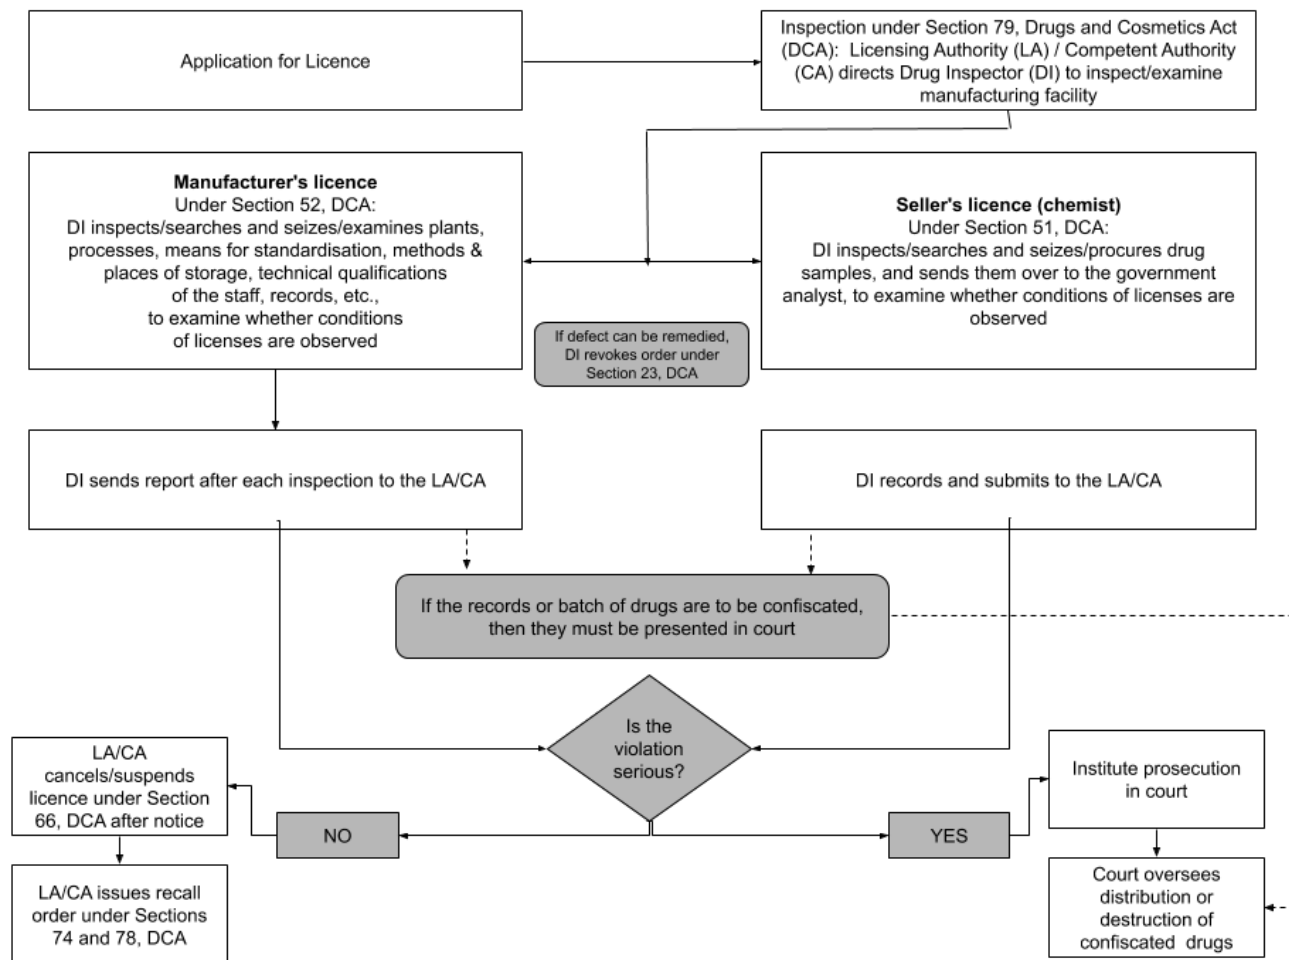 Application for Licence
Inspection under Section 79, Drugs and Cosmetics Act
(DCA): Licensing Authority (LA) / Competent Authority
(CA) directs Drug Inspector (DI) to inspect/examine
manufacturing facility
Manufacturer's licence
Under Section 52, DCA:
DI inspects/searches and seizes/examines plants,
processes, means for standardisation, methods &
places of storage, technical qualifications
of the staff, records, etc.,
to examine whether conditions
of licenses are observed
Seller's licence (chemist)
Under Section 51, DCA:
DI inspects/searches and seizes/procures drug
samples, and sends them over to the government
analyst, to examine whether conditions of licenses are
observed
If defect can be remedied,
DI revokes order under
Section 23, DCA
DI sends report after each inspection to the LA/CA
DI records and submits to the LA/CA
If the records or batch of drugs are to be confiscated,
then they must be presented in court
Is the
violation
serious?
LA/CA
cancels/suspends
licence under Section
66, DCA after notice
NO
YES
Institute prosecution
in court
LA/CA issues recall
order under Sections
74 and 78, DCA
Court oversees
distribution or
destruction of
confiscated drugs